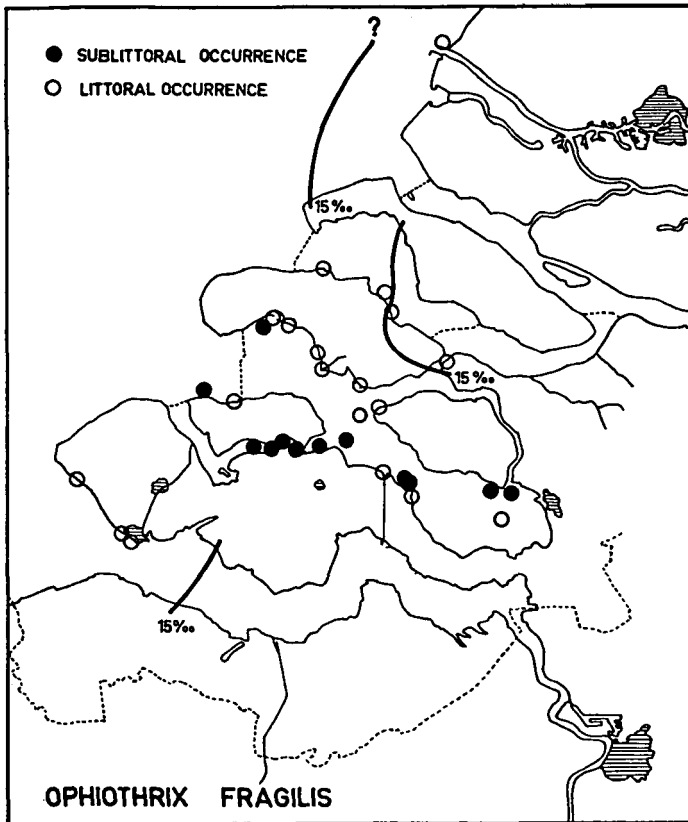 ?
SUBLITTORAL OCCURRENCE
LITTORAL OCCURRENCE
15‰
15‰
15‰
OPHIOTHRIX FRAGILIS